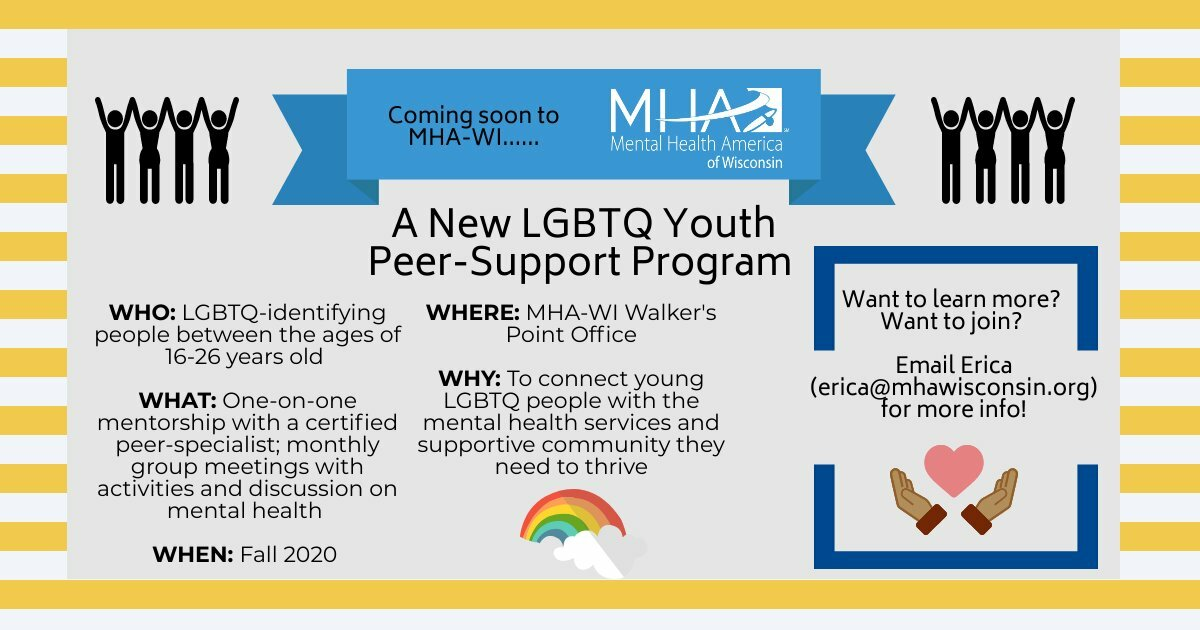 Coming soon to
MHA-WI......
MHA
Mental Health America
of Wisconsin
A New LGBTQ Youth
Peer-Support Program
WHO: LGBTQ-identifying
people between the ages of
16-26 years old
WHAT: One-on-one
mentorship with a certified
peer-specialist; monthly
group meetings with
activities and discussion on
mental health
WHEN: Fall 2020
WHERE: MHA-WI Walker's
Point Office
WHY: To connect young
LGBTQ people with the
mental health services and
supportive community they
need to thrive
Want to learn more?
Want to join?
Email Erica
(erica@mhawisconsin.org)
for more info!